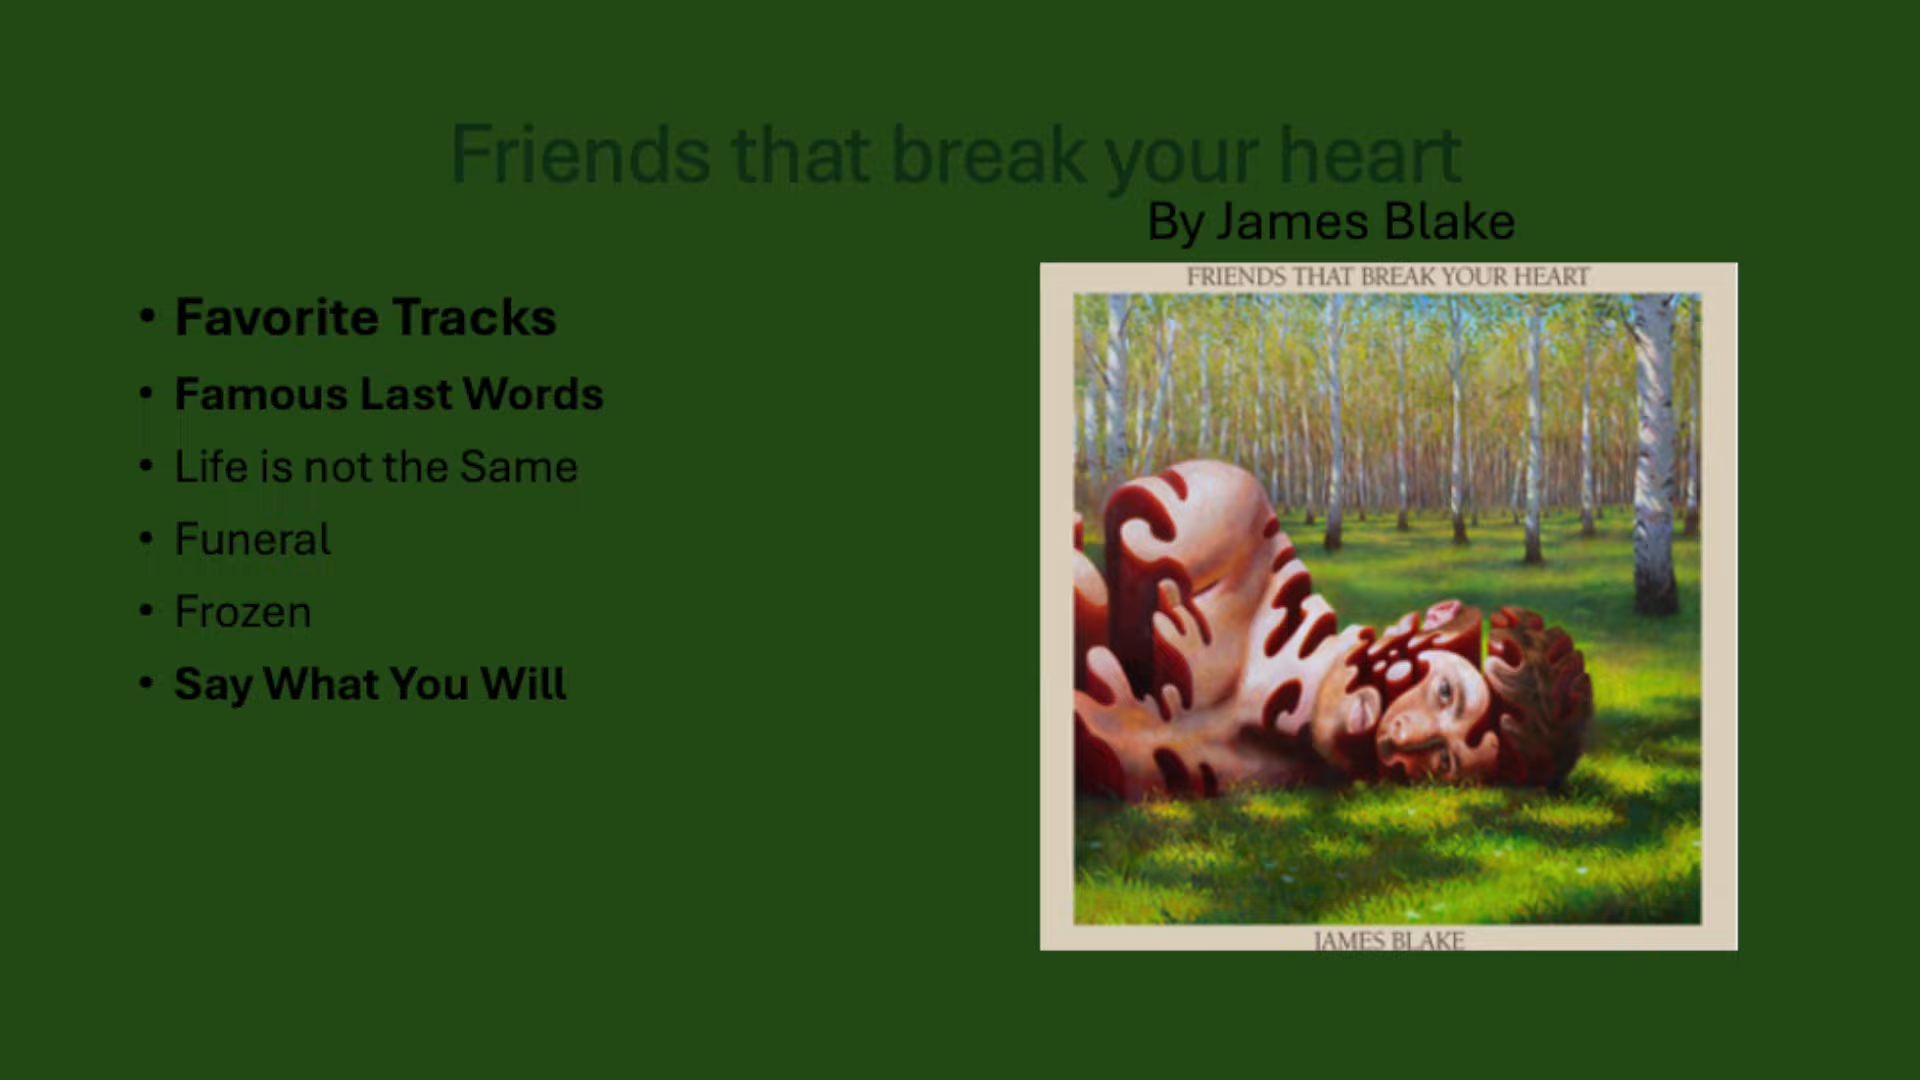 Friends that break your heart
By James Blake
• Favorite Tracks
• Famous Last Words
• Life is not the Same
• Funeral
• Frozen
• Say What You Will
FRIENDS THAT BREAK YOUR HEART
JAMES BLAKE